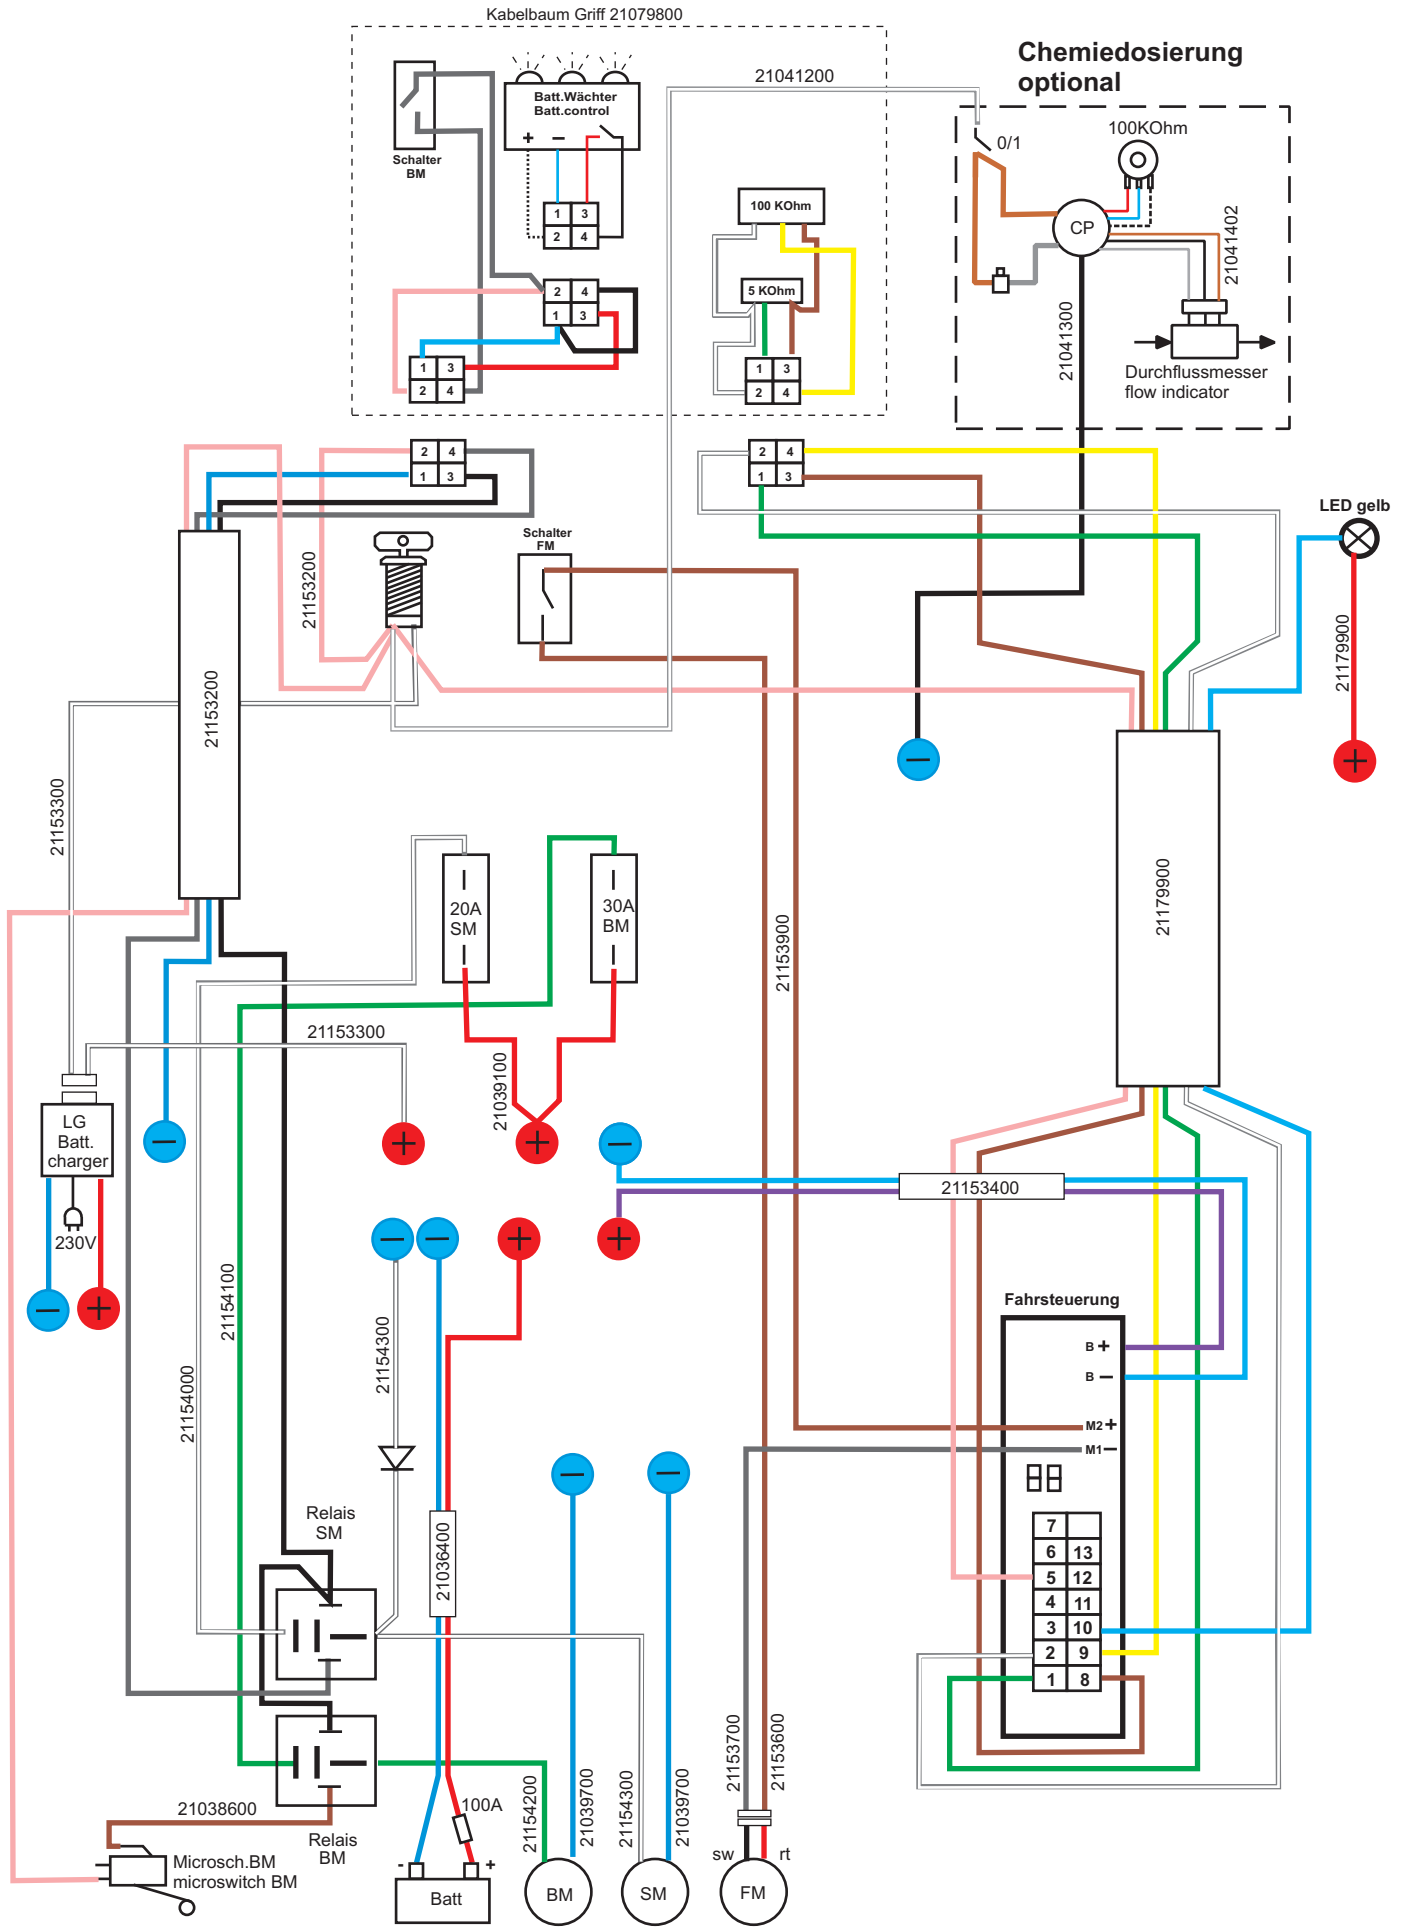 Kabelbaum Griff 21079800
Chemiedosierung
optional
21041200
Batt.Wächter
Batt.control
+ −
Schalter
BM
1 3
2 4
100 KOhm
5 KOhm
2 4
1 3
1 3
2 4
1 3
2 4
0/1
100KOhm
CP
21041402
21041300
Durchflussmesser
flow indicator
2 4
1 3
2 4
1 3
LED gelb
Schalter
FM
21153200
21153200
21179900
21153300
20A
SM
30A
BM
21153900
21179900
21153300
21039100
LG
Batt.
charger
230V
−
+
+
−
21153400
−
+
−
−
+
+
−
−
+
21154100
21154300
21154000
Fahrsteuerung
B +
B −
M2 +
M1 −
−
−
Relais
SM
21036400
7
6 13
5 12
4 11
3 10
2 9
1 8
21153700
21153600
21154200
21039700
21154300
21039700
21038600
Relais
BM
100A
Microsch.BM
microswitch BM
- +
Batt
BM
SM
sw rt
FM